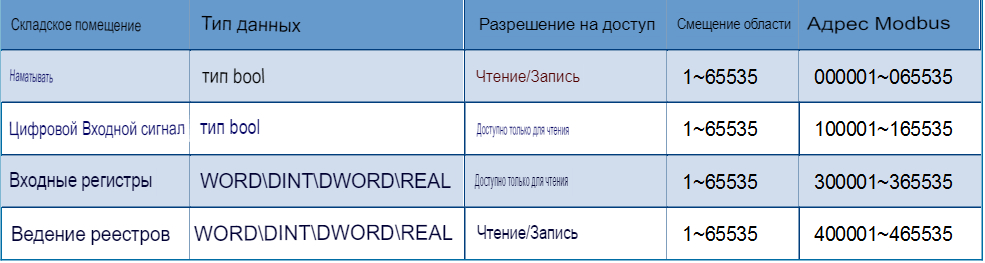 Складское помещение Тип данных Разрешение на доступ Смещение области Адрес Modbus
Наматывать тип bool Чтение/Запись 1~65535 000001~065535
Цифровой Входной сигнал тип bool Доступно только для чтения 1~65535 100001~165535
Входные регистры WORD\DINT\DWORD\REAL Доступно только для чтения 1~65535 300001~365535
Ведение реестров WORD\DINT\DWORD\REAL Чтение/Запись 1~65535 400001~465535